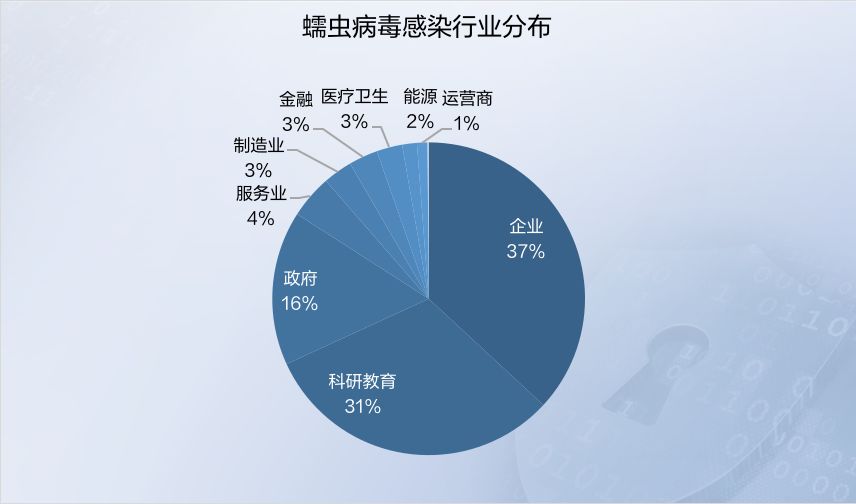 蠕虫病毒感染行业分布
金融
3%
医疗卫生
3%
能源
2%
运营商
1%
制造业
3%
服务业
4%
企业
37%
政府
16%
科研教育
31%